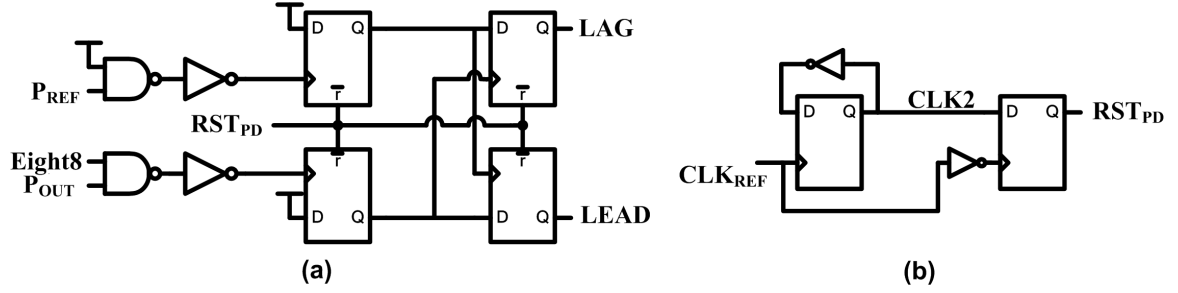 D Q D Q LAG
P_REF
r̅ r̅
RST_PD
Eight8
P_OUT
r̅ r̅
D Q D Q LEAD
(a)
CLK2
D Q D Q RST_PD
CLK_REF
(b)